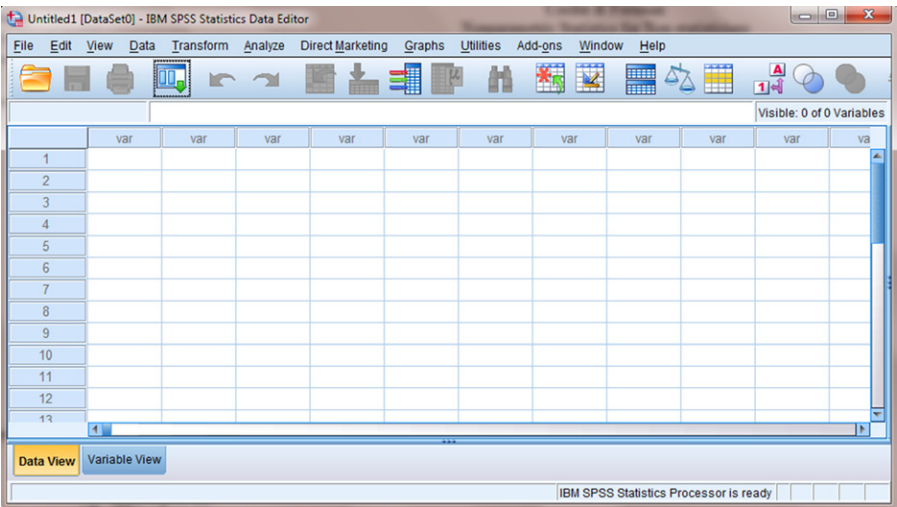 Untitled1 [DataSet0] - IBM SPSS Statistics Data Editor
File Edit View Data Transform Analyze Direct Marketing Graphs Utilities Add-ons Window Help
A
1
Visible: 0 of 0 Variables
var var var var var var var var var var va
1
2
3
4
5
6
7
8
9
10
11
12
13
Data View Variable View
IBM SPSS Statistics Processor is ready